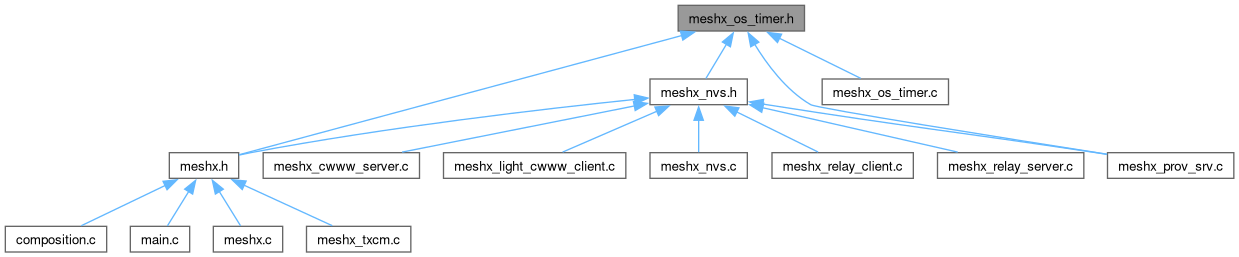 meshx_os_timer.h
meshx_nvs.h
meshx_os_timer.c
meshx.h
meshx_cwww_server.c
meshx_light_cwww_client.c
meshx_nvs.c
meshx_relay_client.c
meshx_relay_server.c
meshx_prov_srv.c
composition.c
main.c
meshx.c
meshx_txcm.c